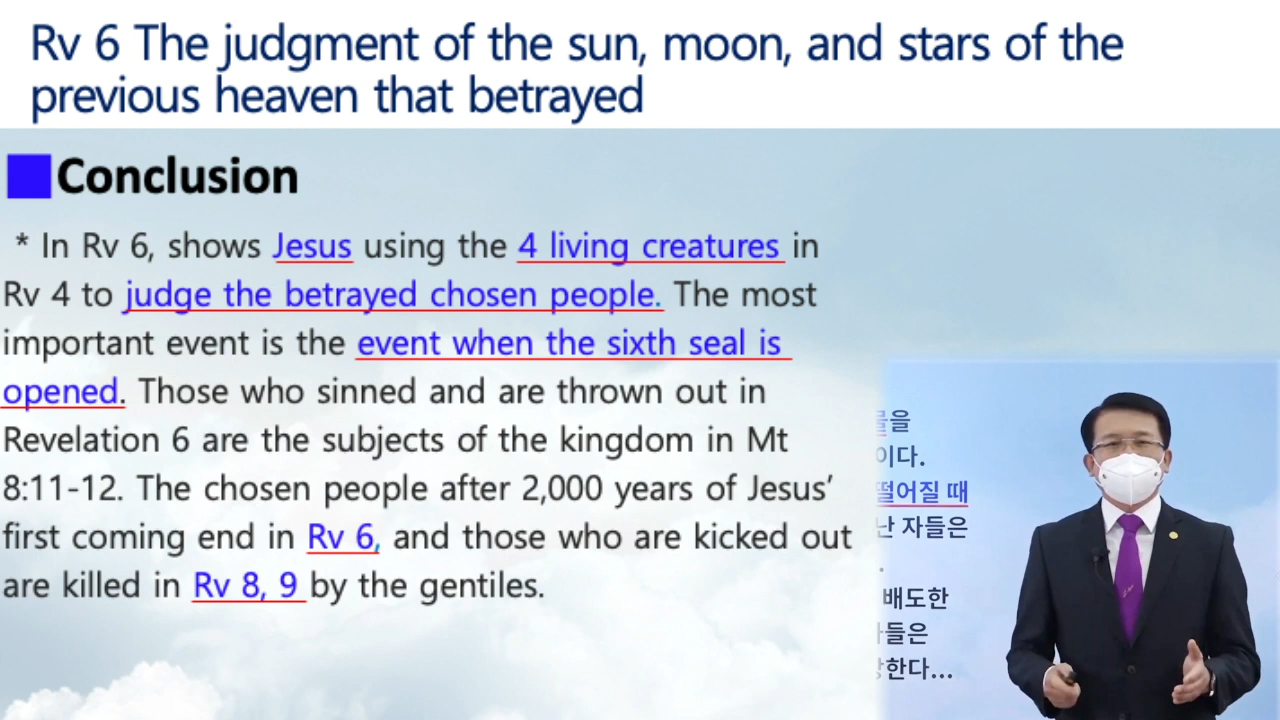 Rv 6 The judgment of the sun, moon, and stars of the
previous heaven that betrayed
Conclusion
* In Rv 6, shows Jesus using the 4 living creatures in
Rv 4 to judge the betrayed chosen people. The most
important event is the event when the sixth seal is
opened. Those who sinned and are thrown out in
Revelation 6 are the subjects of the kingdom in Mt
8:11-12. The chosen people after 2,000 years of Jesus’
first coming end in Rv 6, and those who are kicked out
are killed in Rv 8, 9 by the gentiles.
이다.
떨어질 때
난 자들은
배도한